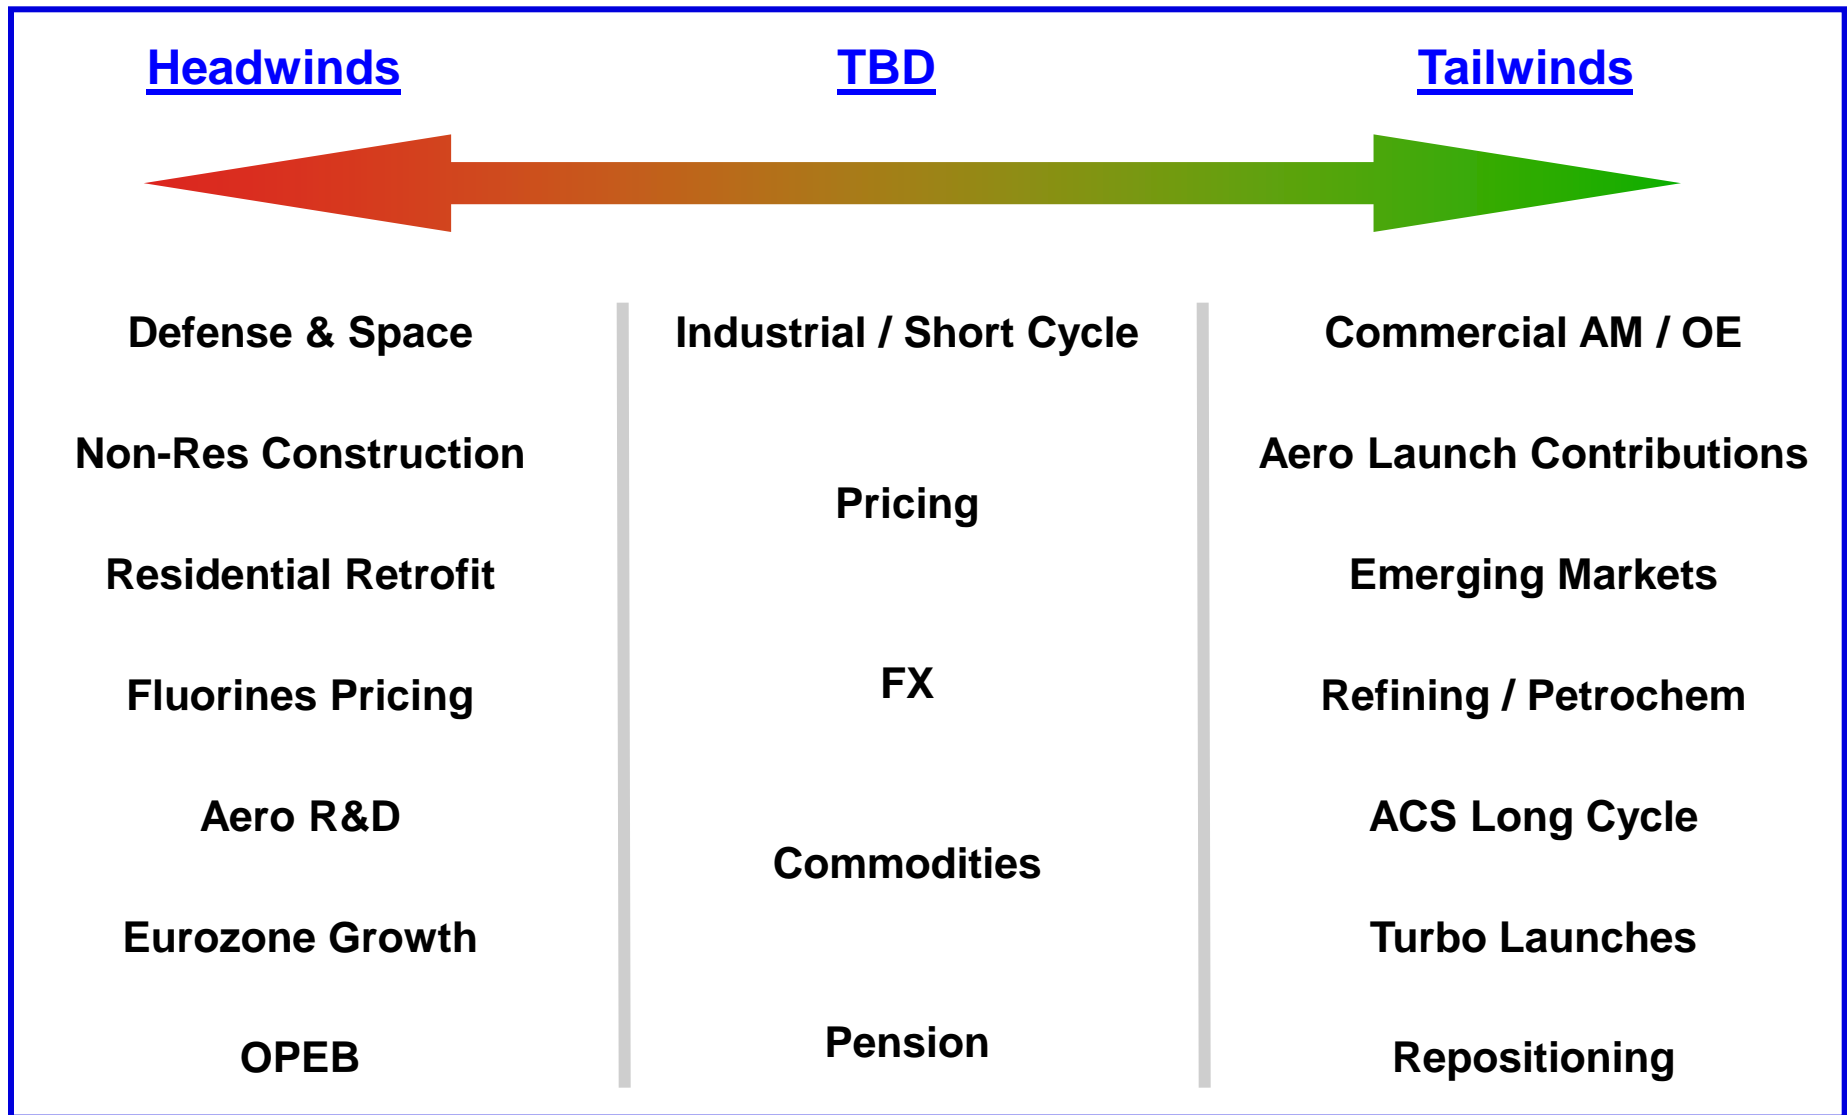 Headwinds
TBD
Tailwinds
Defense & Space
Non-Res Construction
Residential Retrofit
Fluorines Pricing
Aero R&D
Eurozone Growth
OPEB
Industrial / Short Cycle
Pricing
FX
Commodities
Pension
Commercial AM / OE
Aero Launch Contributions
Emerging Markets
Refining / Petrochem
ACS Long Cycle
Turbo Launches
Repositioning